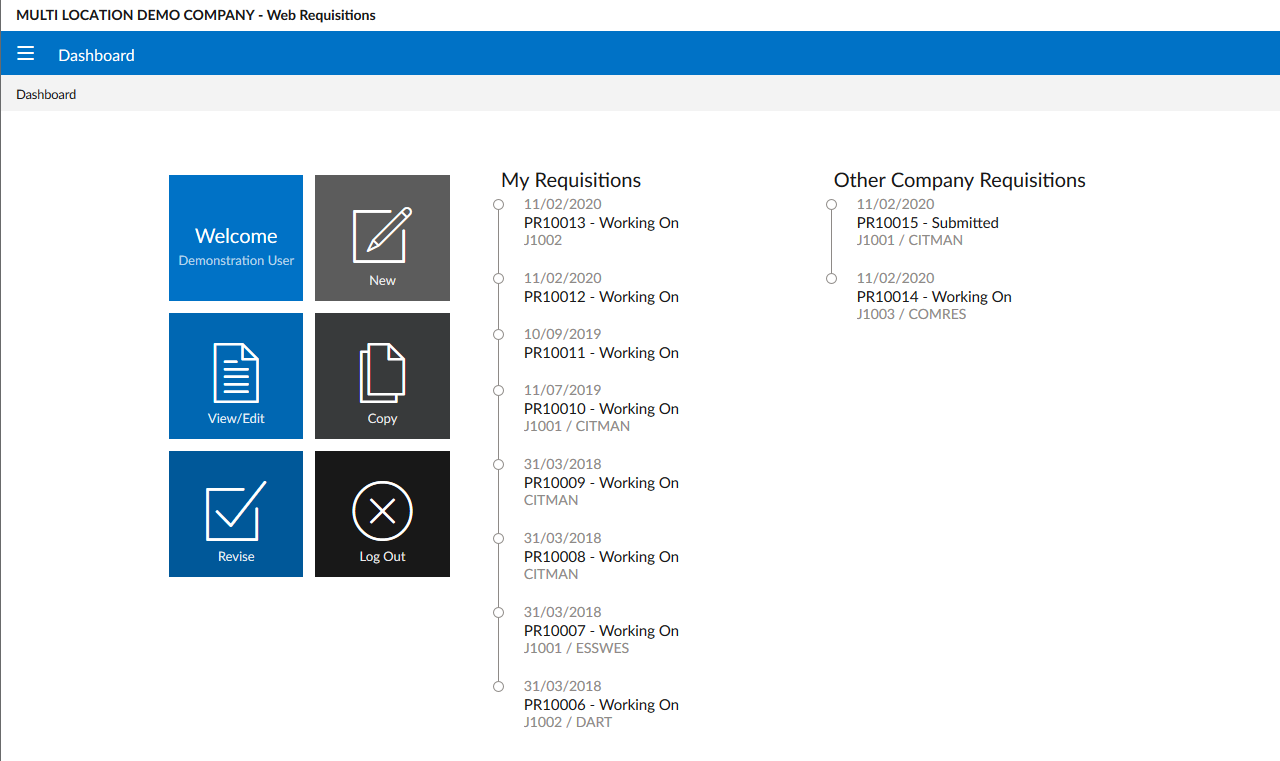 MULTI LOCATION DEMO COMPANY - Web Requisitions
Dashboard
Dashboard
Welcome
Demonstration User
New
View/Edit
Copy
Revise
Log Out
My Requisitions
11/02/2020
PR10013 - Working On
J1002
11/02/2020
PR10012 - Working On
10/09/2019
PR10011 - Working On
11/07/2019
PR10010 - Working On
J1001 / CITMAN
31/03/2018
PR10009 - Working On
CITMAN
31/03/2018
PR10008 - Working On
CITMAN
31/03/2018
PR10007 - Working On
J1001 / ESSWES
31/03/2018
PR10006 - Working On
J1002 / DART
Other Company Requisitions
11/02/2020
PR10015 - Submitted
J1001 / CITMAN
11/02/2020
PR10014 - Working On
J1003 / COMRES